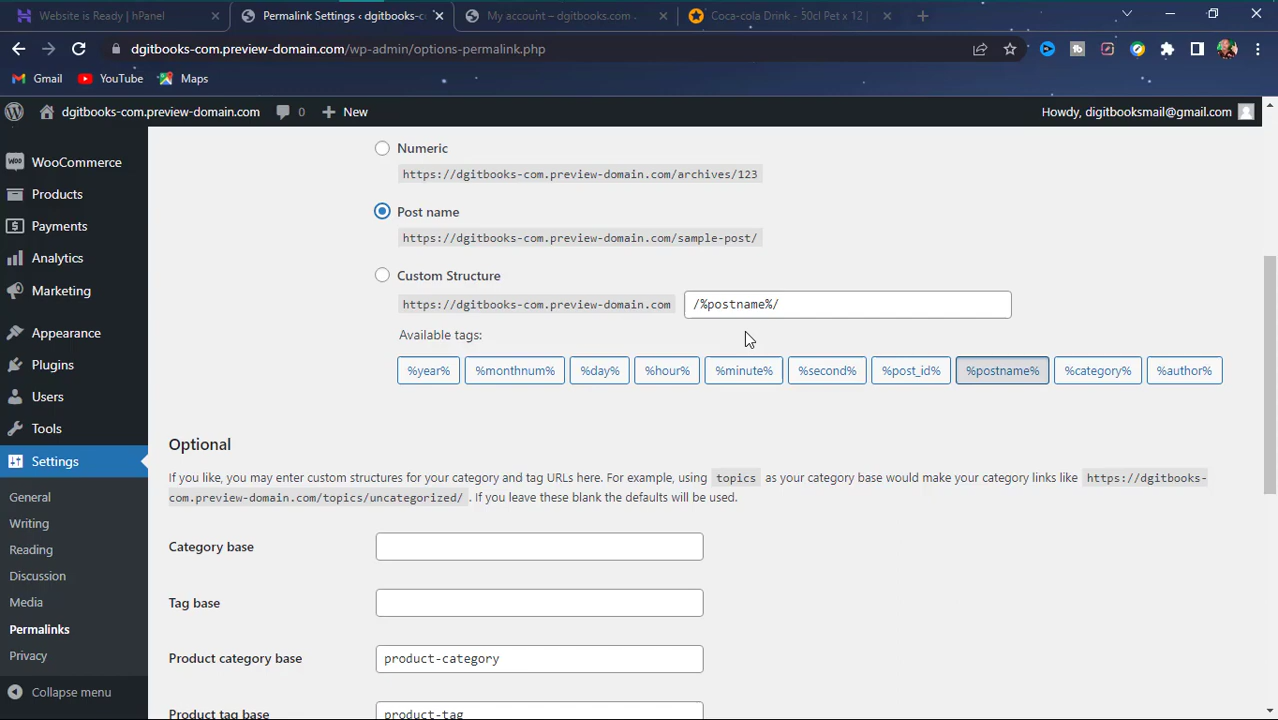 Website is Ready | hPanel
Permalink Settings ‹ dgitbooks-c
My account – dgitbooks.com .
Coca-cola Drink - 50cl Pet x 12 |
dgitbooks-com.preview-domain.com/wp-admin/options-permalink.php
Gmail YouTube Maps
dgitbooks-com.preview-domain.com 0 New Howdy, digitbooksmail@gmail.com
WooCommerce
Products
Payments
Analytics
Marketing
Appearance
Plugins
Users
Tools
Settings
General
Writing
Reading
Discussion
Media
Permalinks
Privacy
Collapse menu
Numeric
https://dgitbooks-com.preview-domain.com/archives/123
Post name
https://dgitbooks-com.preview-domain.com/sample-post/
Custom Structure
https://dgitbooks-com.preview-domain.com /%postname%/
Available tags:
%year% %monthnum% %day% %hour% %minute% %second% %post_id% %postname% %category% %author%
Optional
If you like, you may enter custom structures for your category and tag URLs here. For example, using topics as your category base would make your category links like https://dgitbooks-
com.preview-domain.com/topics/uncategorized/ . If you leave these blank the defaults will be used.
Category base
Tag base
Product category base product-category
Product tag base product-tag